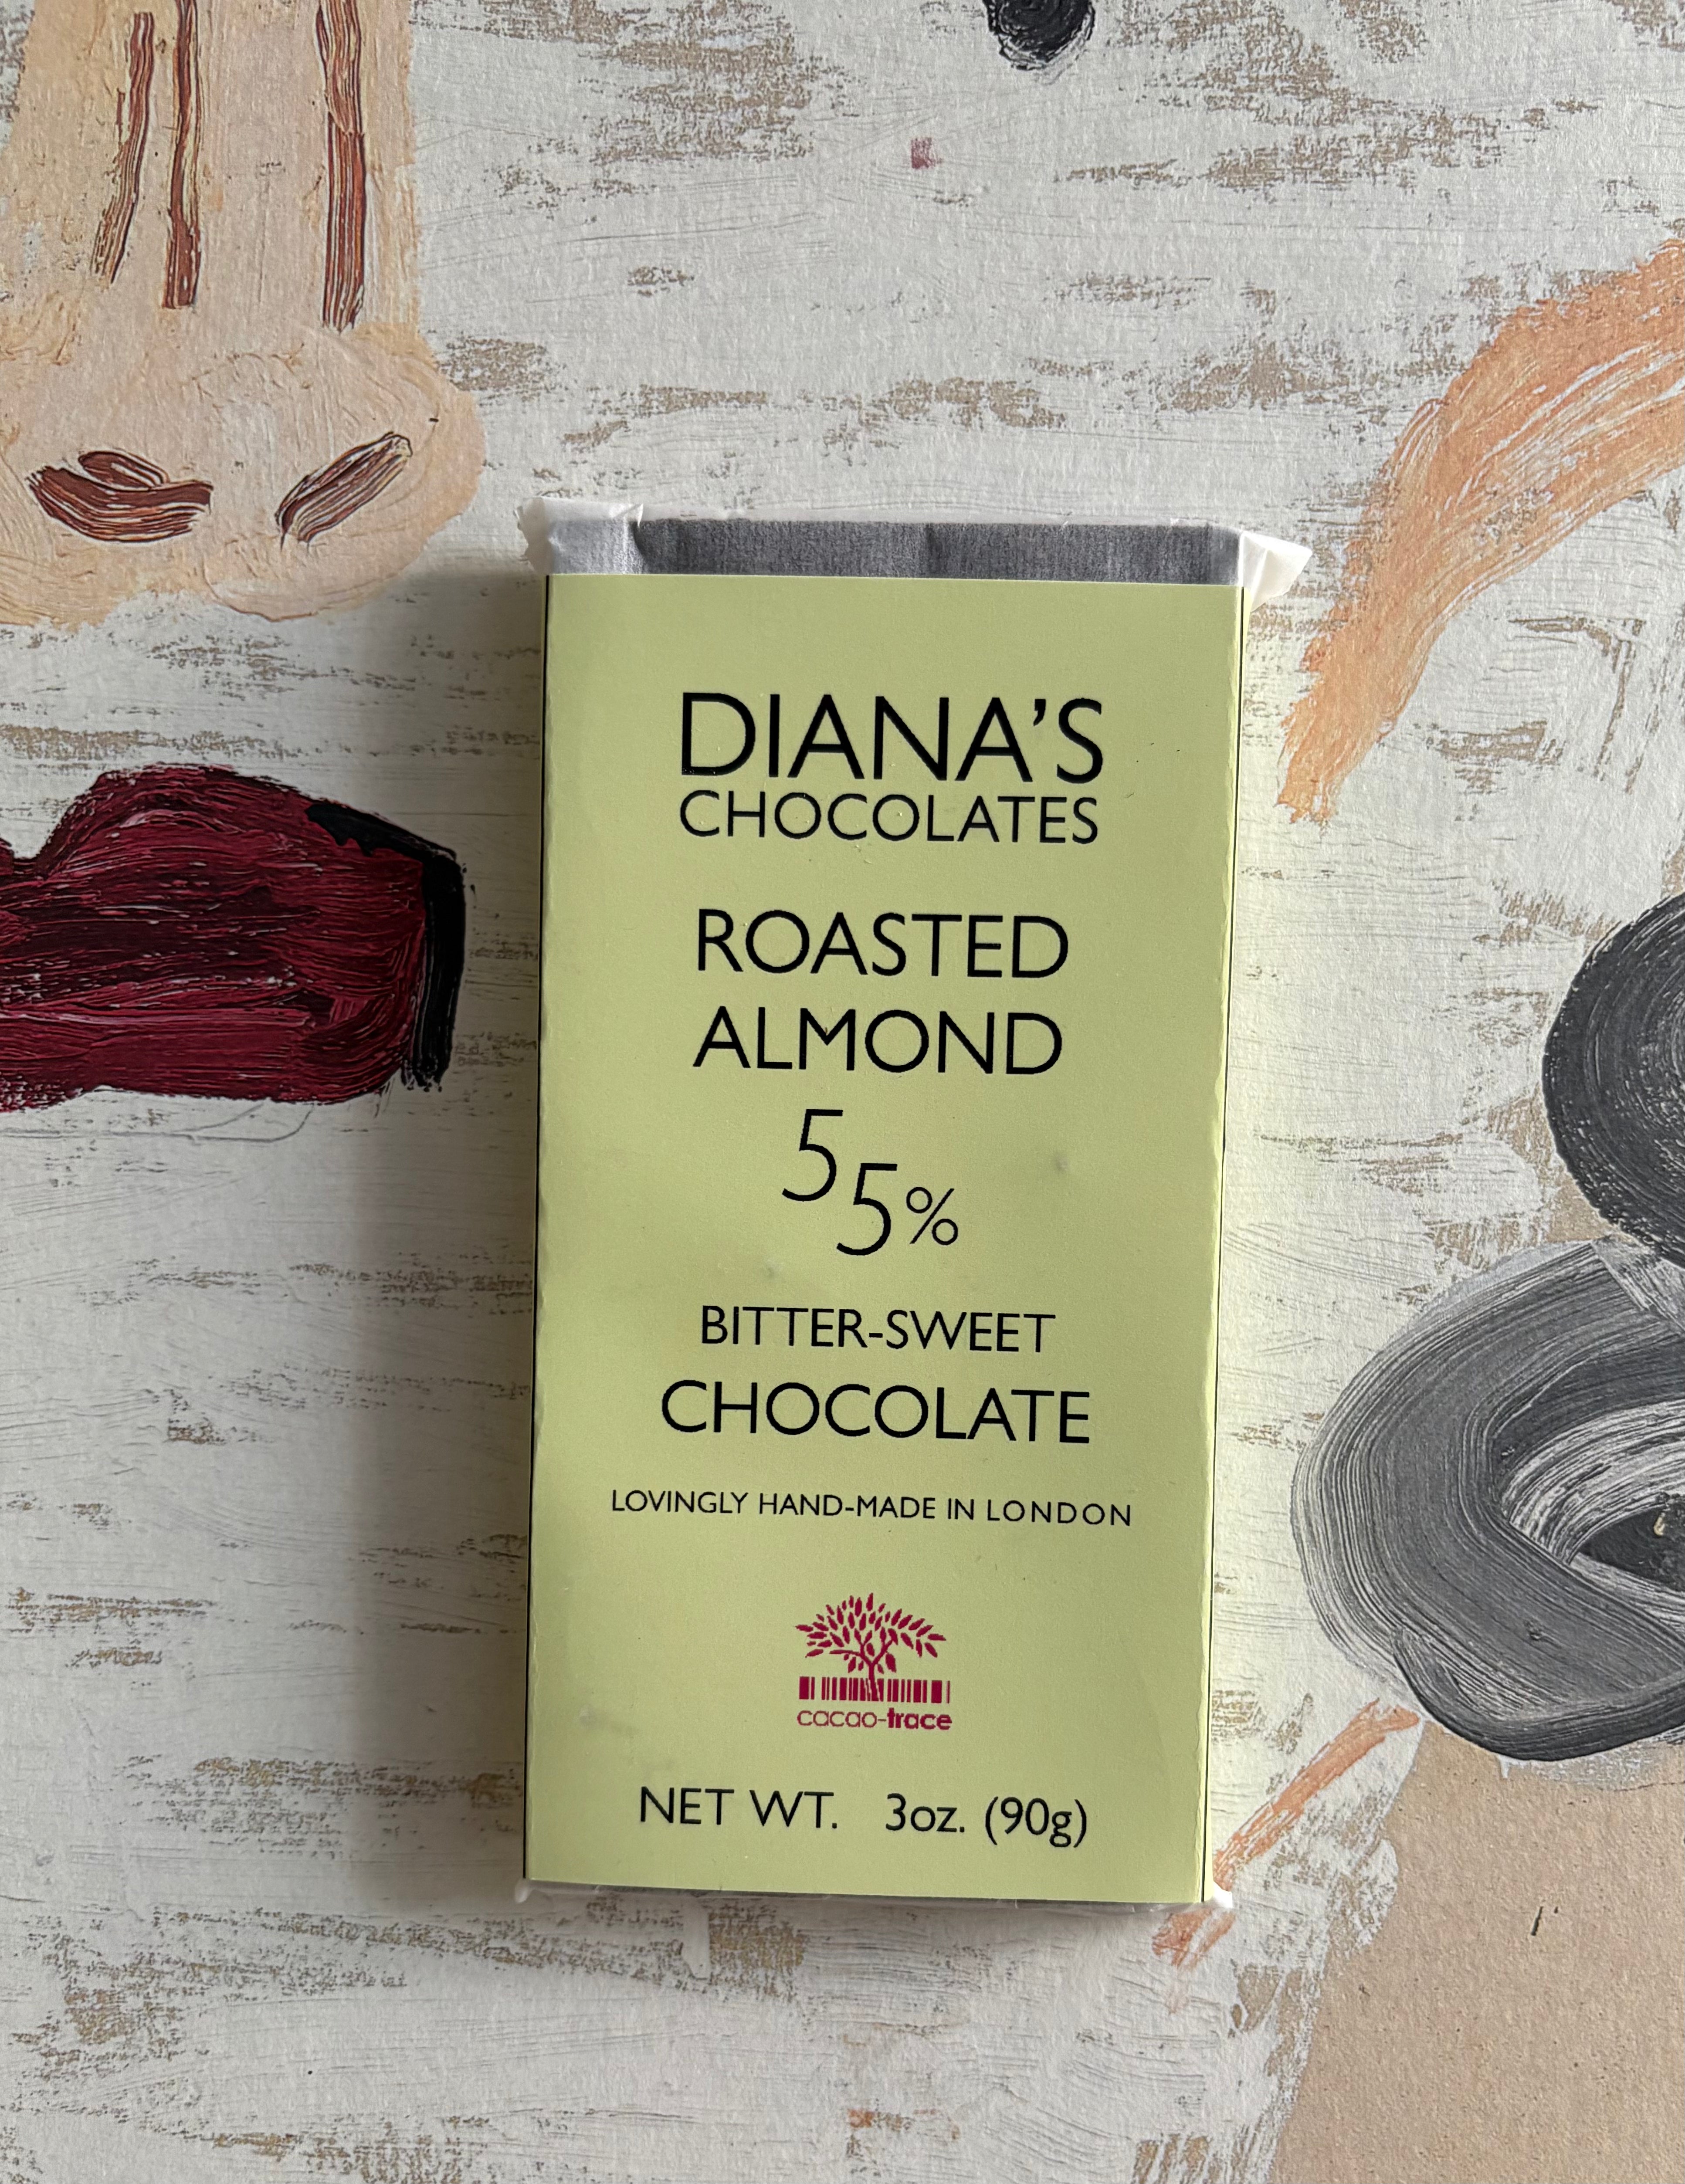 DIANA'S
CHOCOLATES
ROASTED
ALMOND
55%
BITTER-SWEET
CHOCOLATE
LOVINGLY HAND-MADE IN LONDON
cacao-trace
NET WT. 3oz. (90g)